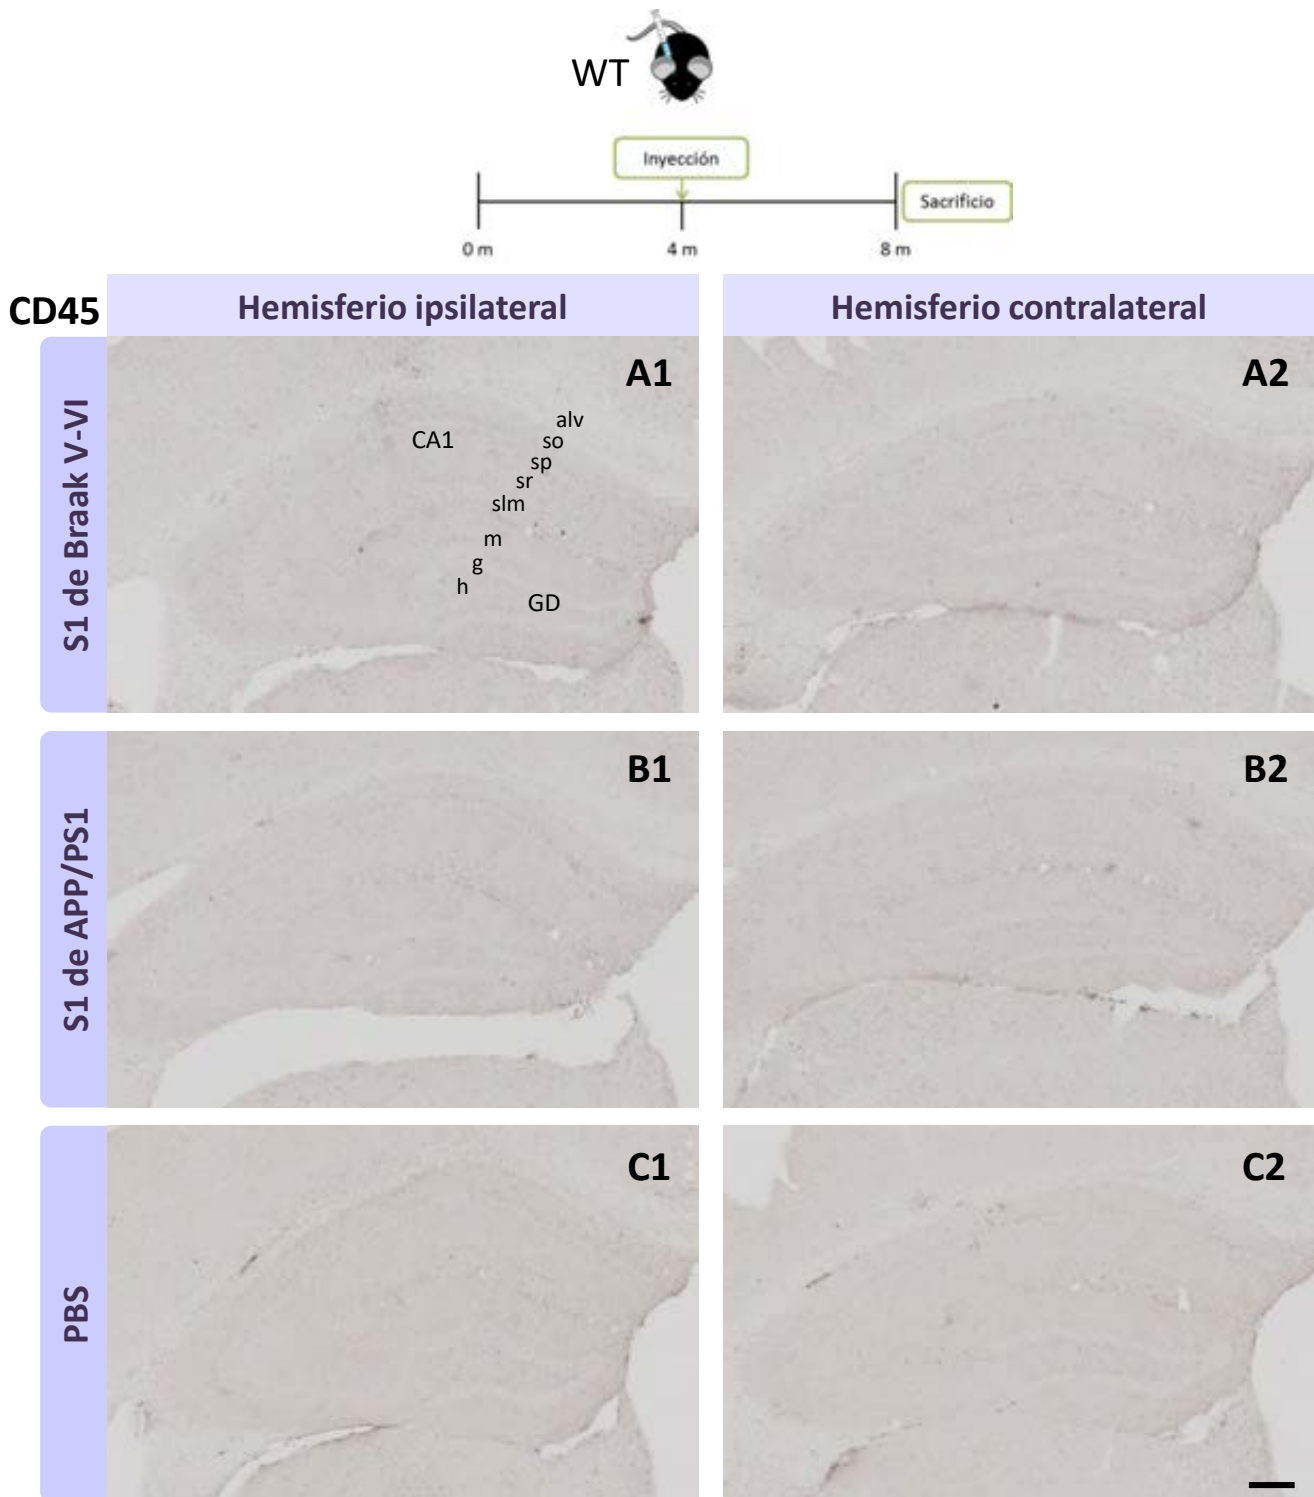 WT
Inyección
Sacrificio
0 m
4 m
8 m
CD45
Hemisferio ipsilateral
Hemisferio contralateral
S1 de Braak V-VI
A1
alv
CA1
so
sp
sr
slm
m
g
h
GD
A2
S1 de APP/PS1
B1
B2
PBS
C1
C2